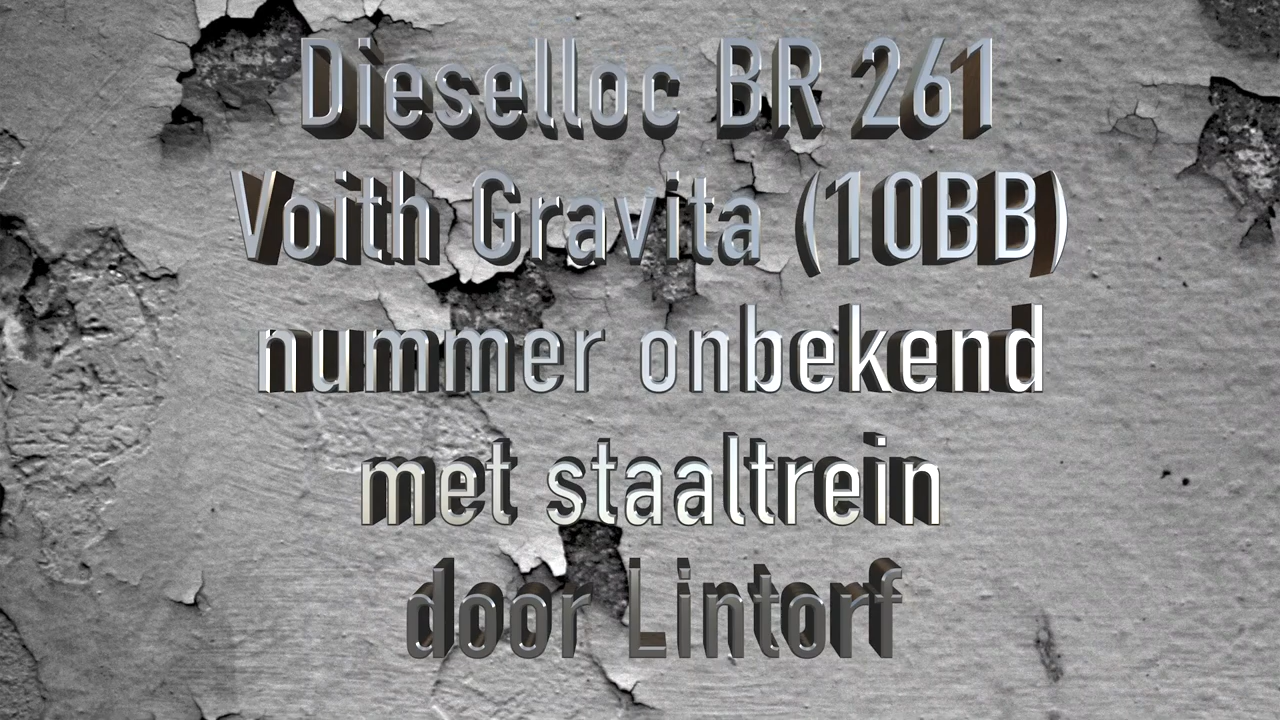 Dieselloc BR 261
Voith Gravita (10BB)
nummer onbekend
met staaltrein
door Lintorf